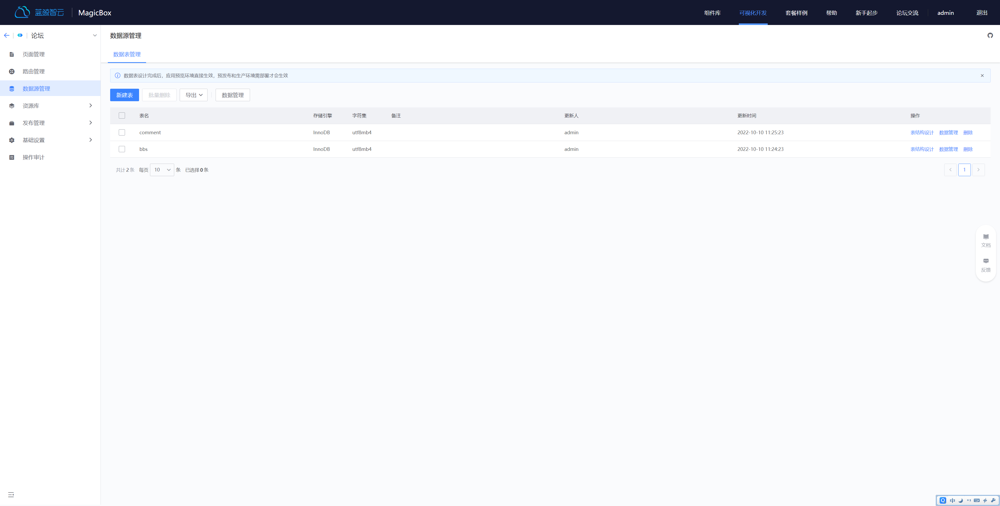 蓝鲸智云 MagicBox 组件库 可视化开发 套餐样例 帮助 新手起步 论坛交流 admin 退出
论坛
页面管理
路由管理
数据源管理
资源库
发布管理
基础设置
操作审计
数据源管理
数据表管理
数据表设计完成后，应用预览环境直接生效，预发布和生产环境需部署才会生效
新建表 批量删除 导出 数据管理
表名 存储引擎 字符集 备注 更新人 更新时间 操作
comment InnoDB utf8mb4 admin 2022-10-10 11:25:23 表结构设计 数据管理 删除
bbs InnoDB utf8mb4 admin 2022-10-10 11:24:23 表结构设计 数据管理 删除
共计2条 每页 10 条 已选择0条 1
文档
反馈
中